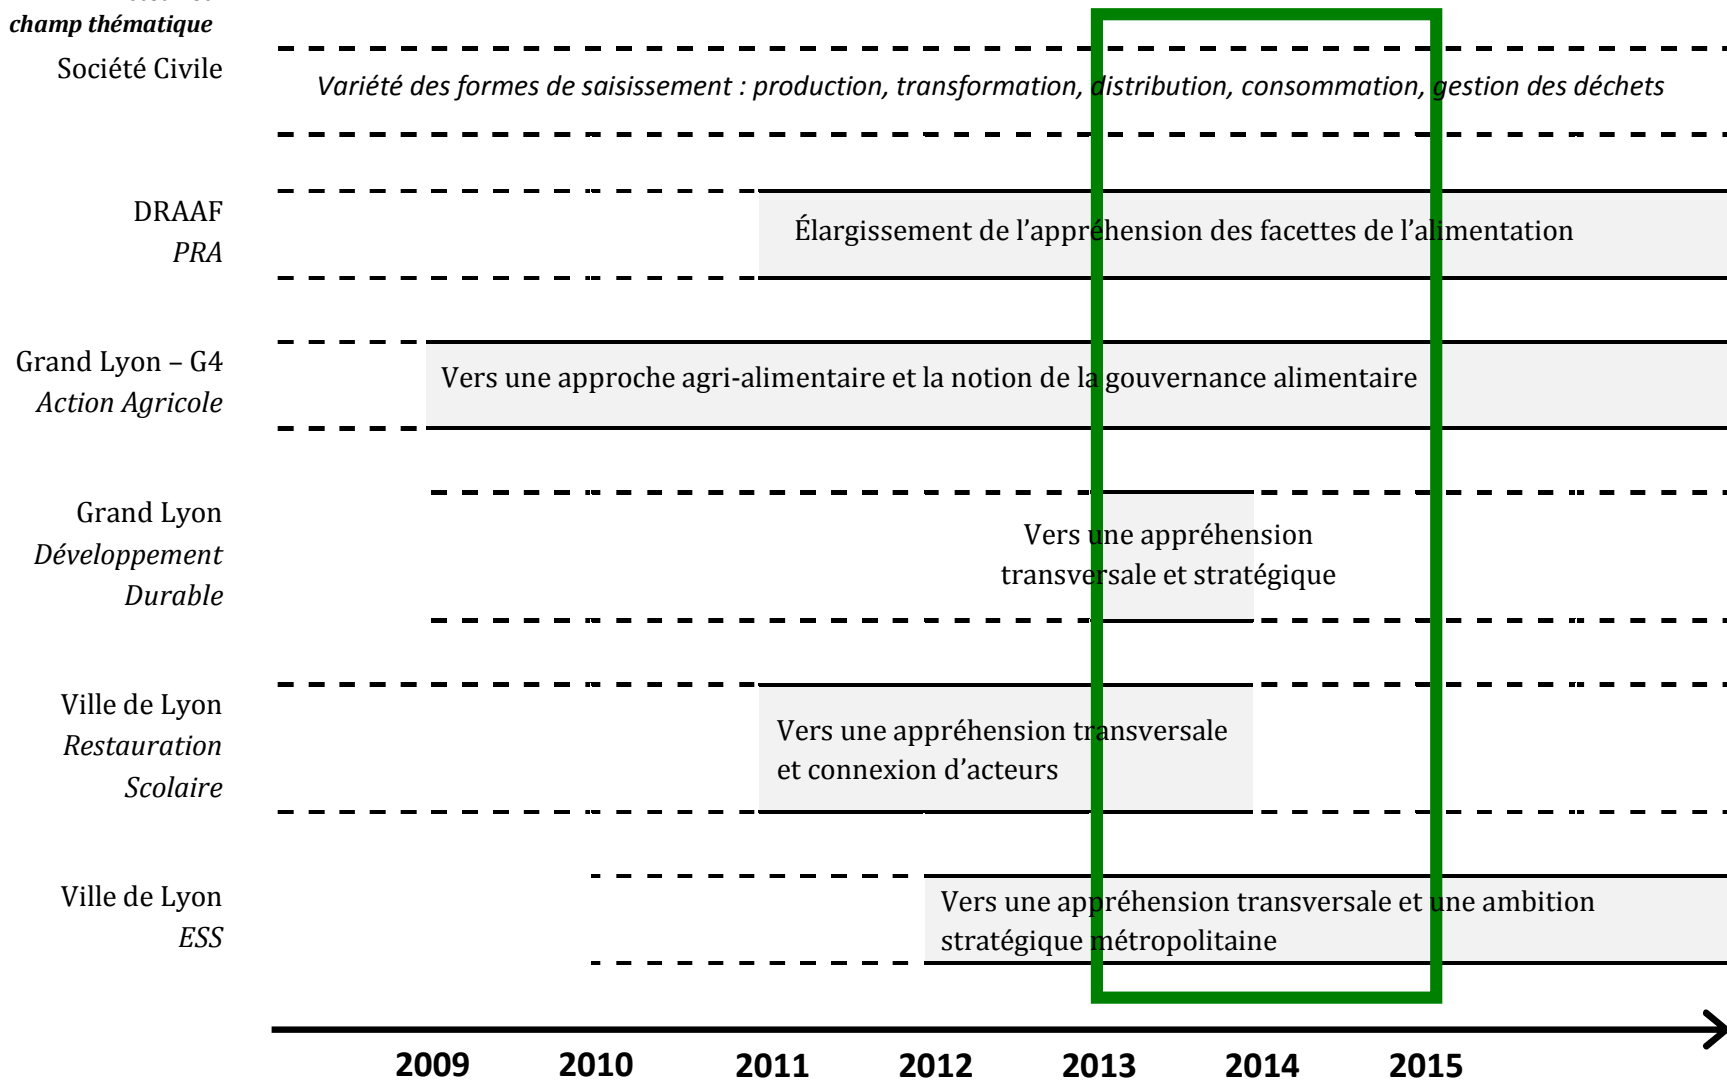 champ thématique
Société Civile
Variété des formes de saisissement : production, transformation, distribution, consommation, gestion des déchets
DRAAF
PRA
Élargissement de l’appréhension des facettes de l’alimentation
Grand Lyon – G4
Action Agricole
Vers une approche agri-alimentaire et la notion de la gouvernance alimentaire
Grand Lyon
Développement
Durable
Vers une appréhension
transversale et stratégique
Ville de Lyon
Restauration
Scolaire
Vers une appréhension transversale
et connexion d’acteurs
Ville de Lyon
ESS
Vers une appréhension transversale et une ambition
stratégique métropolitaine
2009 2010 2011 2012 2013 2014 2015